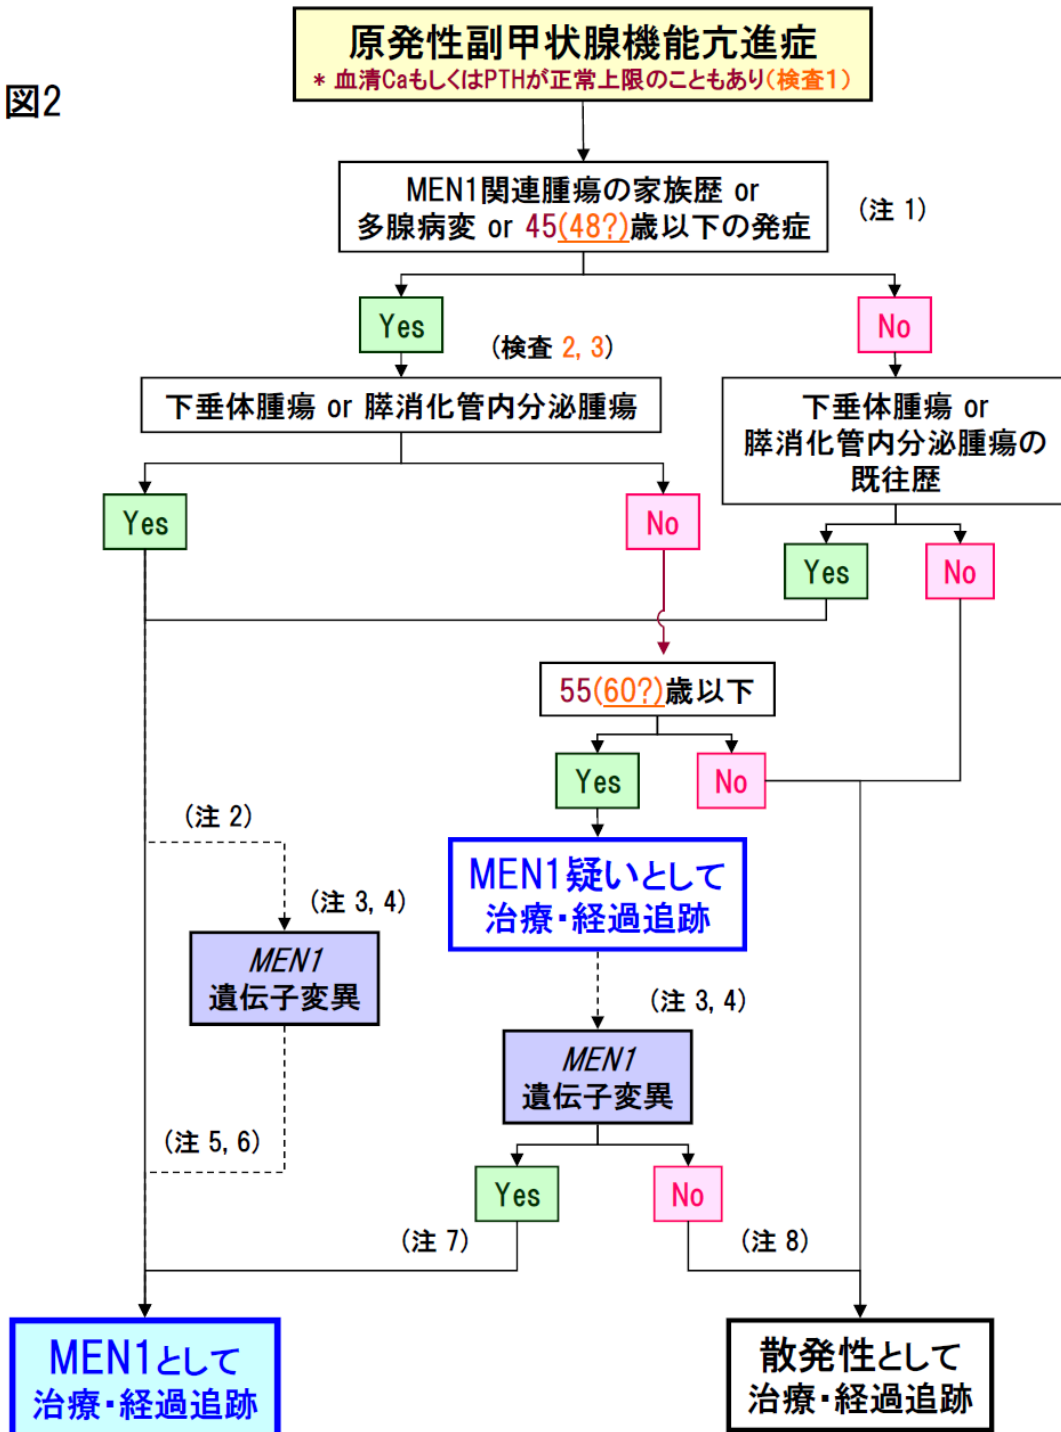 原発性副甲状腺機能亢進症
* 血清CaもしくはPTHが正常上限のこともあり(検査1)
図2
MEN1関連腫瘍の家族歴 or
多腺病変 or 45(48?)歳以下の発症
(注 1)
Yes
No
(検査 2, 3)
下垂体腫瘍 or 膵消化管内分泌腫瘍
下垂体腫瘍 or
膵消化管内分泌腫瘍の
既往歴
Yes
No
Yes
No
55(60?)歳以下
Yes
No
(注 2)
MEN1疑いとして
治療・経過追跡
(注 3, 4)
MEN1
遺伝子変異
(注 3, 4)
MEN1
遺伝子変異
(注 5, 6)
Yes
No
(注 7)
(注 8)
MEN1として
治療・経過追跡
散発性として
治療・経過追跡